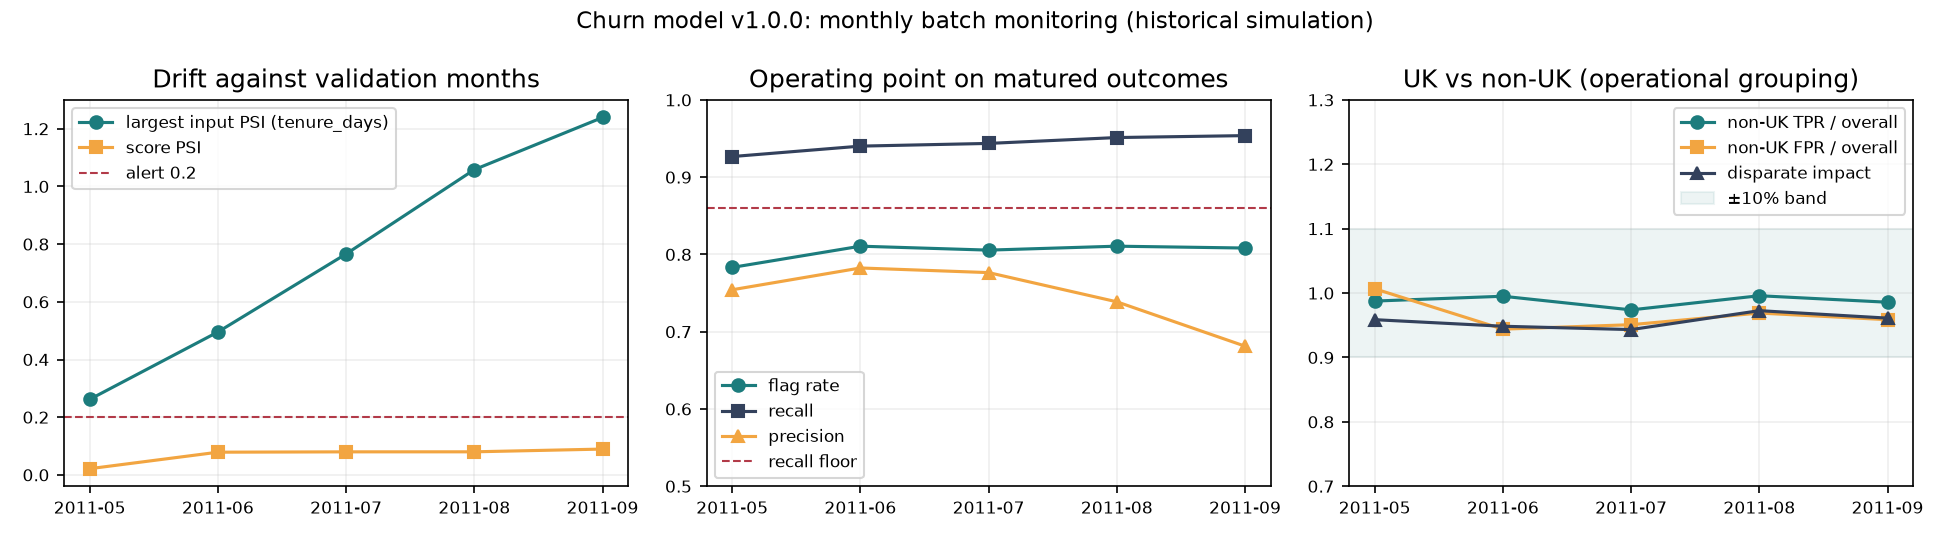 Churn model v1.0.0: monthly batch monitoring (historical simulation)
Drift against validation months
largest input PSI (tenure_days)
score PSI
alert 0.2
1.2
1.0
0.8
0.6
0.4
0.2
0.0
2011-05
2011-06
2011-07
2011-08
2011-09
Operating point on matured outcomes
1.0
0.9
0.8
0.7
0.6
0.5
flag rate
recall
precision
recall floor
2011-05
2011-06
2011-07
2011-08
2011-09
UK vs non-UK (operational grouping)
non-UK TPR / overall
non-UK FPR / overall
disparate impact
±10% band
1.3
1.2
1.1
1.0
0.9
0.8
0.7
2011-05
2011-06
2011-07
2011-08
2011-09